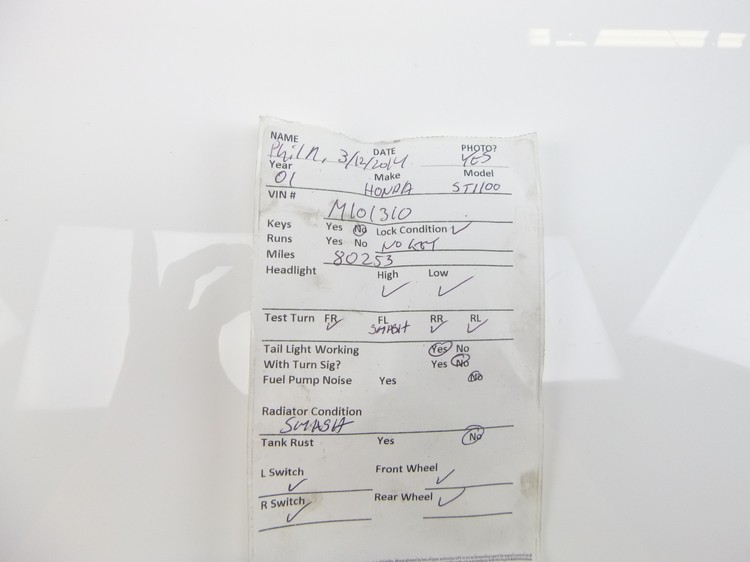 NAME DATE PHOTO?
Phil N, 3/12/2014 YES
Year Make Model
01 HONDA ST1100
VIN # M101310
Keys Yes No Lock Condition ✓
Runs Yes No NO KEY
Miles 80253
Headlight High Low
✓ ✓
Test Turn FR FL RR RL
✓ SMASH ✓ ✓
Tail Light Working Yes No
With Turn Sig? Yes No
Fuel Pump Noise Yes No
Radiator Condition
SMASH
Tank Rust Yes No
L Switch Front Wheel
✓ ✓
R Switch Rear Wheel ✓
✓